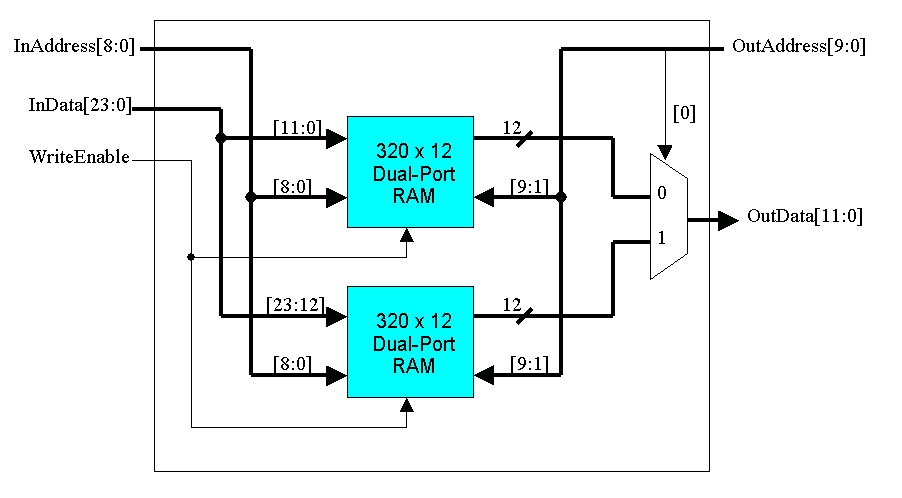 InAddress[8:0]
OutAddress[9:0]
InData[23:0]
[0]
[11:0]
12
WriteEnable
320 x 12
Dual-Port
RAM
[8:0]
[9:1]
0
OutData[11:0]
1
[23:12]
12
320 x 12
Dual-Port
RAM
[8:0]
[9:1]